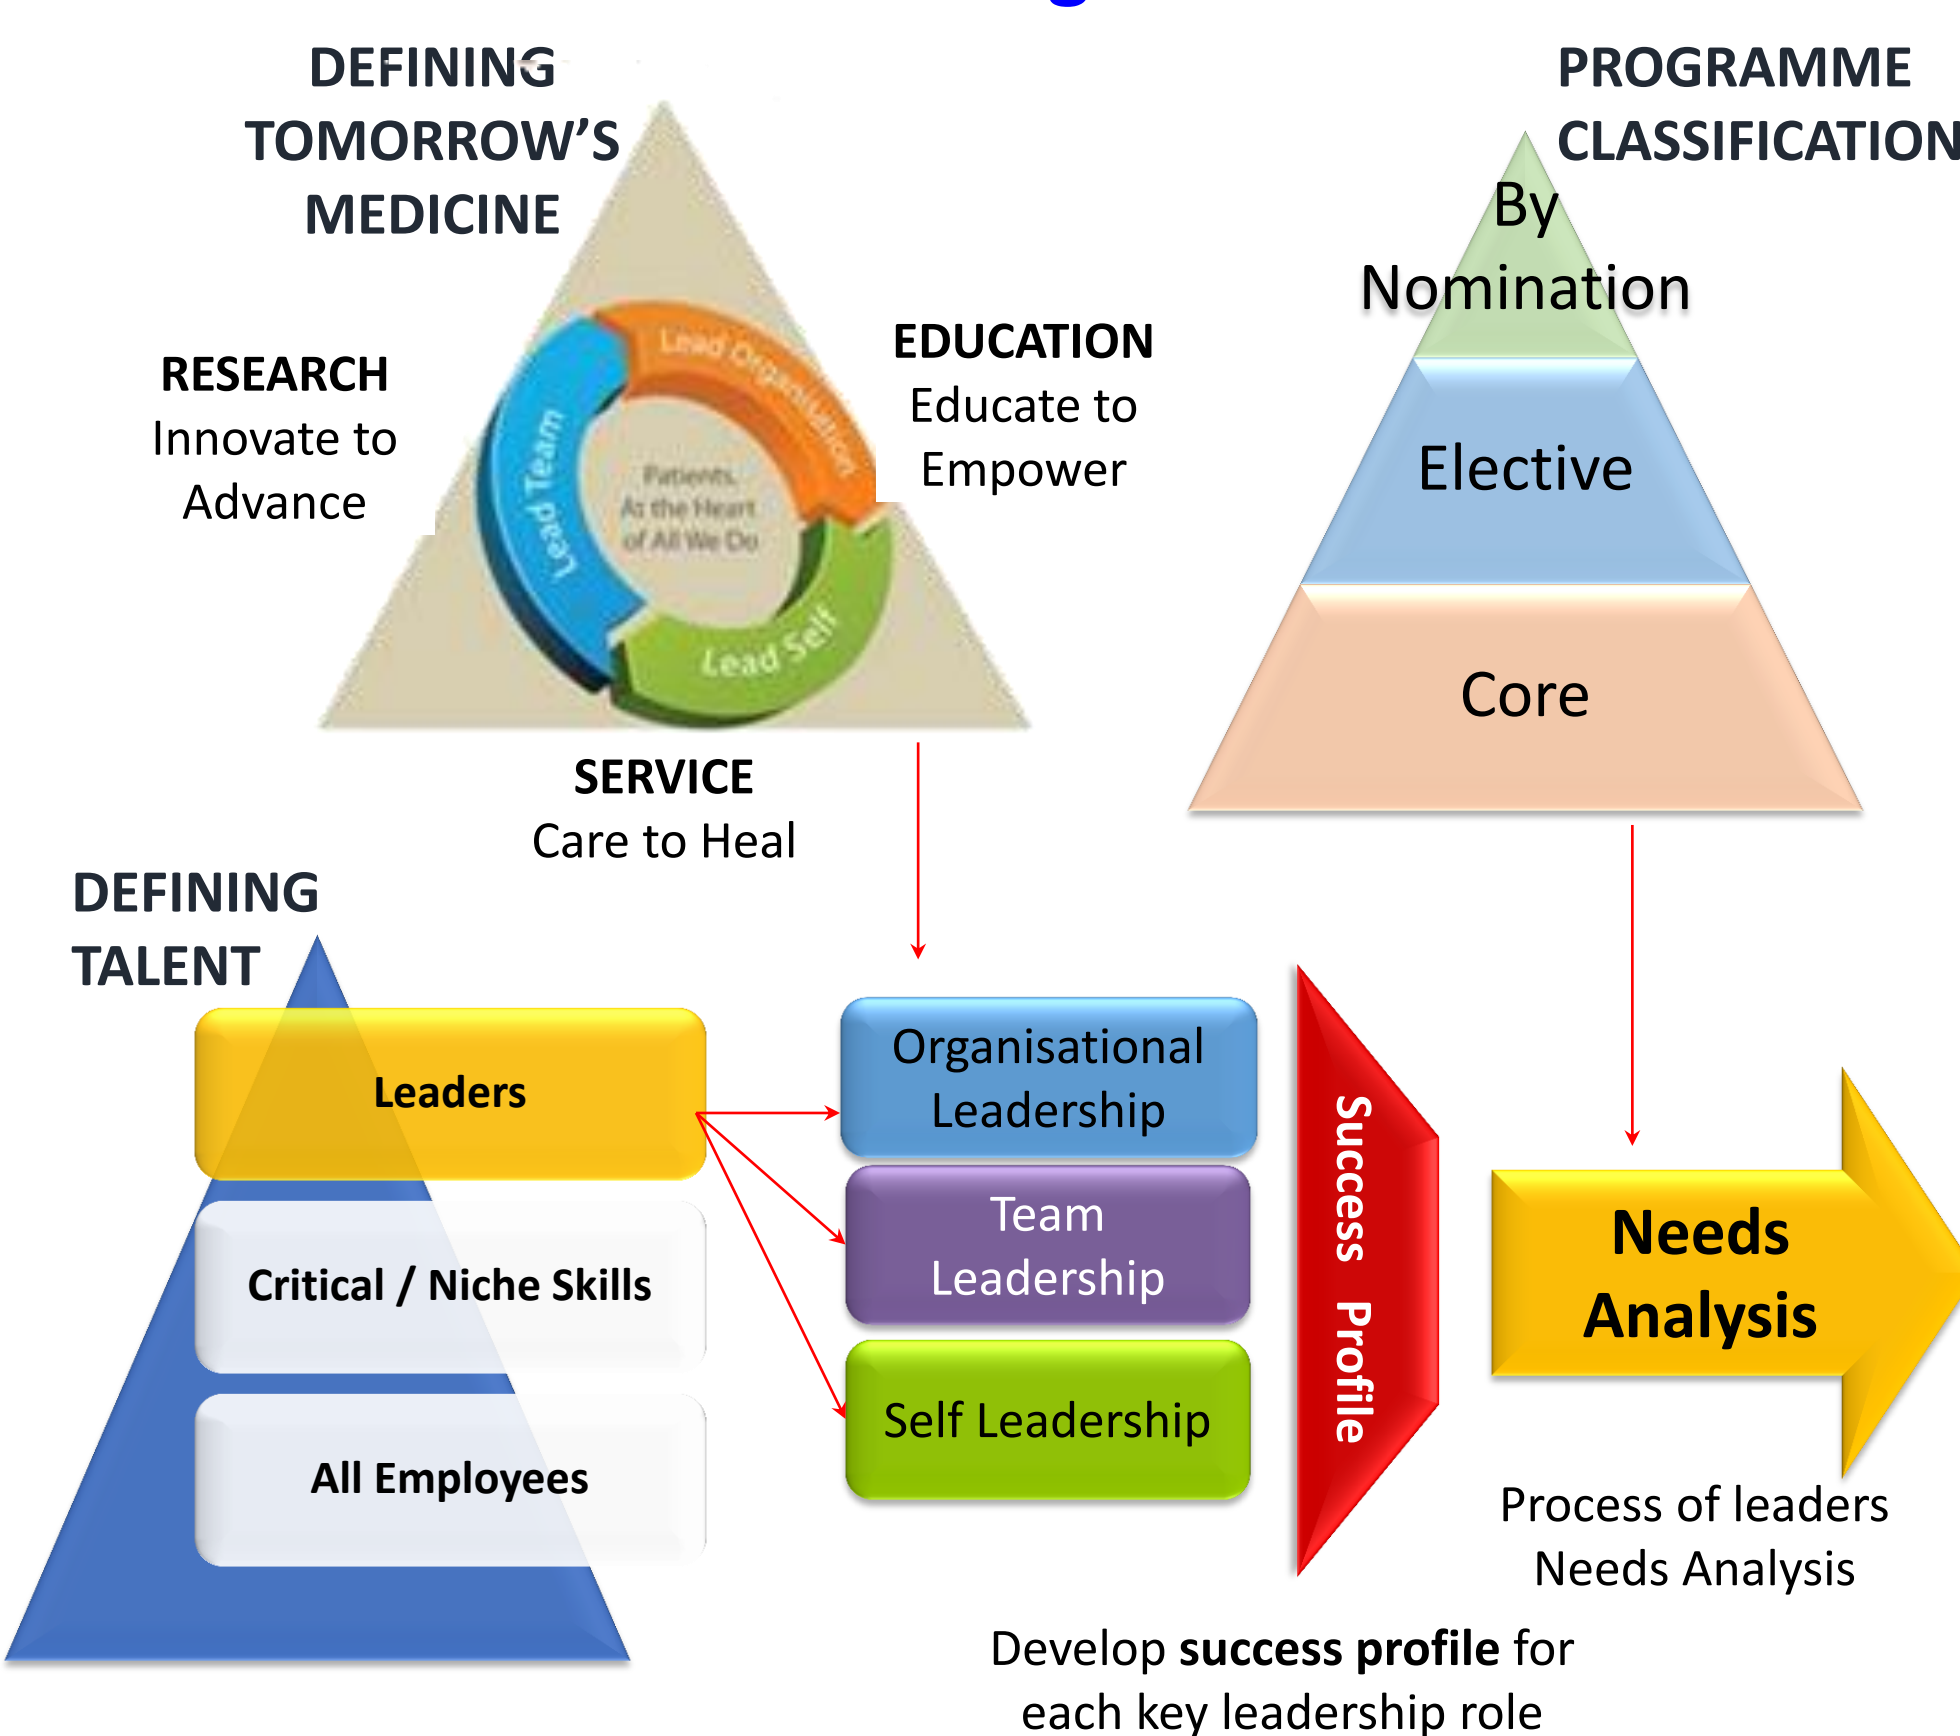 DEFINING
TOMORROW’S
MEDICINE
PROGRAMME
CLASSIFICATION
By
Nomination
Elective
Core
RESEARCH
Innovate to
Advance
EDUCATION
Educate to
Empower
Lead Organisation
Lead Team
Lead Self
Patients.
At the Heart
of All We Do
SERVICE
Care to Heal
DEFINING
TALENT
Leaders
Critical / Niche Skills
All Employees
Organisational
Leadership
Team
Leadership
Self Leadership
Success Profile
Needs
Analysis
Process of leaders
Needs Analysis
Develop success profile for
each key leadership role